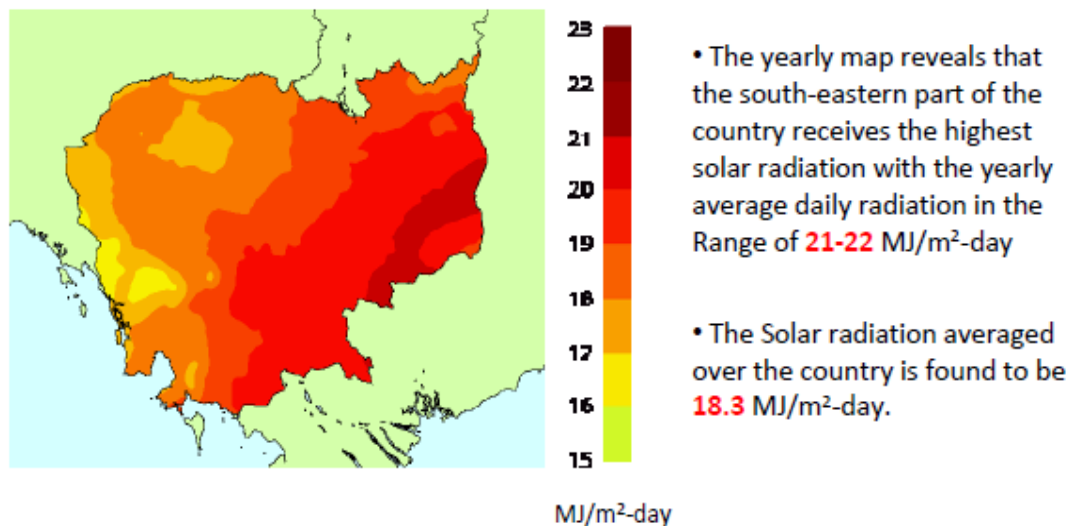 23
22
21
20
19
18
17
16
15
MJ/m²-day
• The yearly map reveals that
the south-eastern part of the
country receives the highest
solar radiation with the yearly
average daily radiation in the
Range of 21-22 MJ/m²-day
• The Solar radiation averaged
over the country is found to be
18.3 MJ/m²-day.